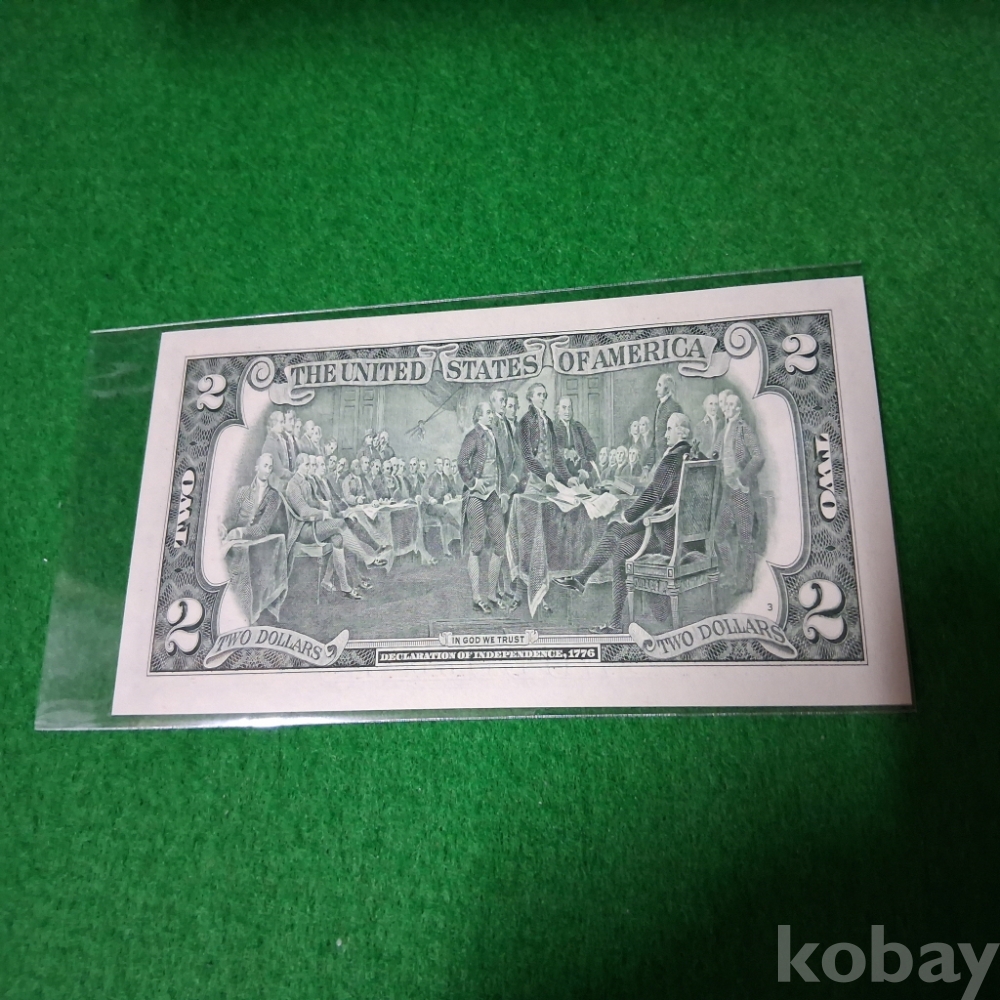 THE UNITED STATES OF AMERICA
2
2
TWO
TWO
2
2
3
TWO DOLLARS
IN GOD WE TRUST
TWO DOLLARS
DECLARATION OF INDEPENDENCE, 1776
kobay